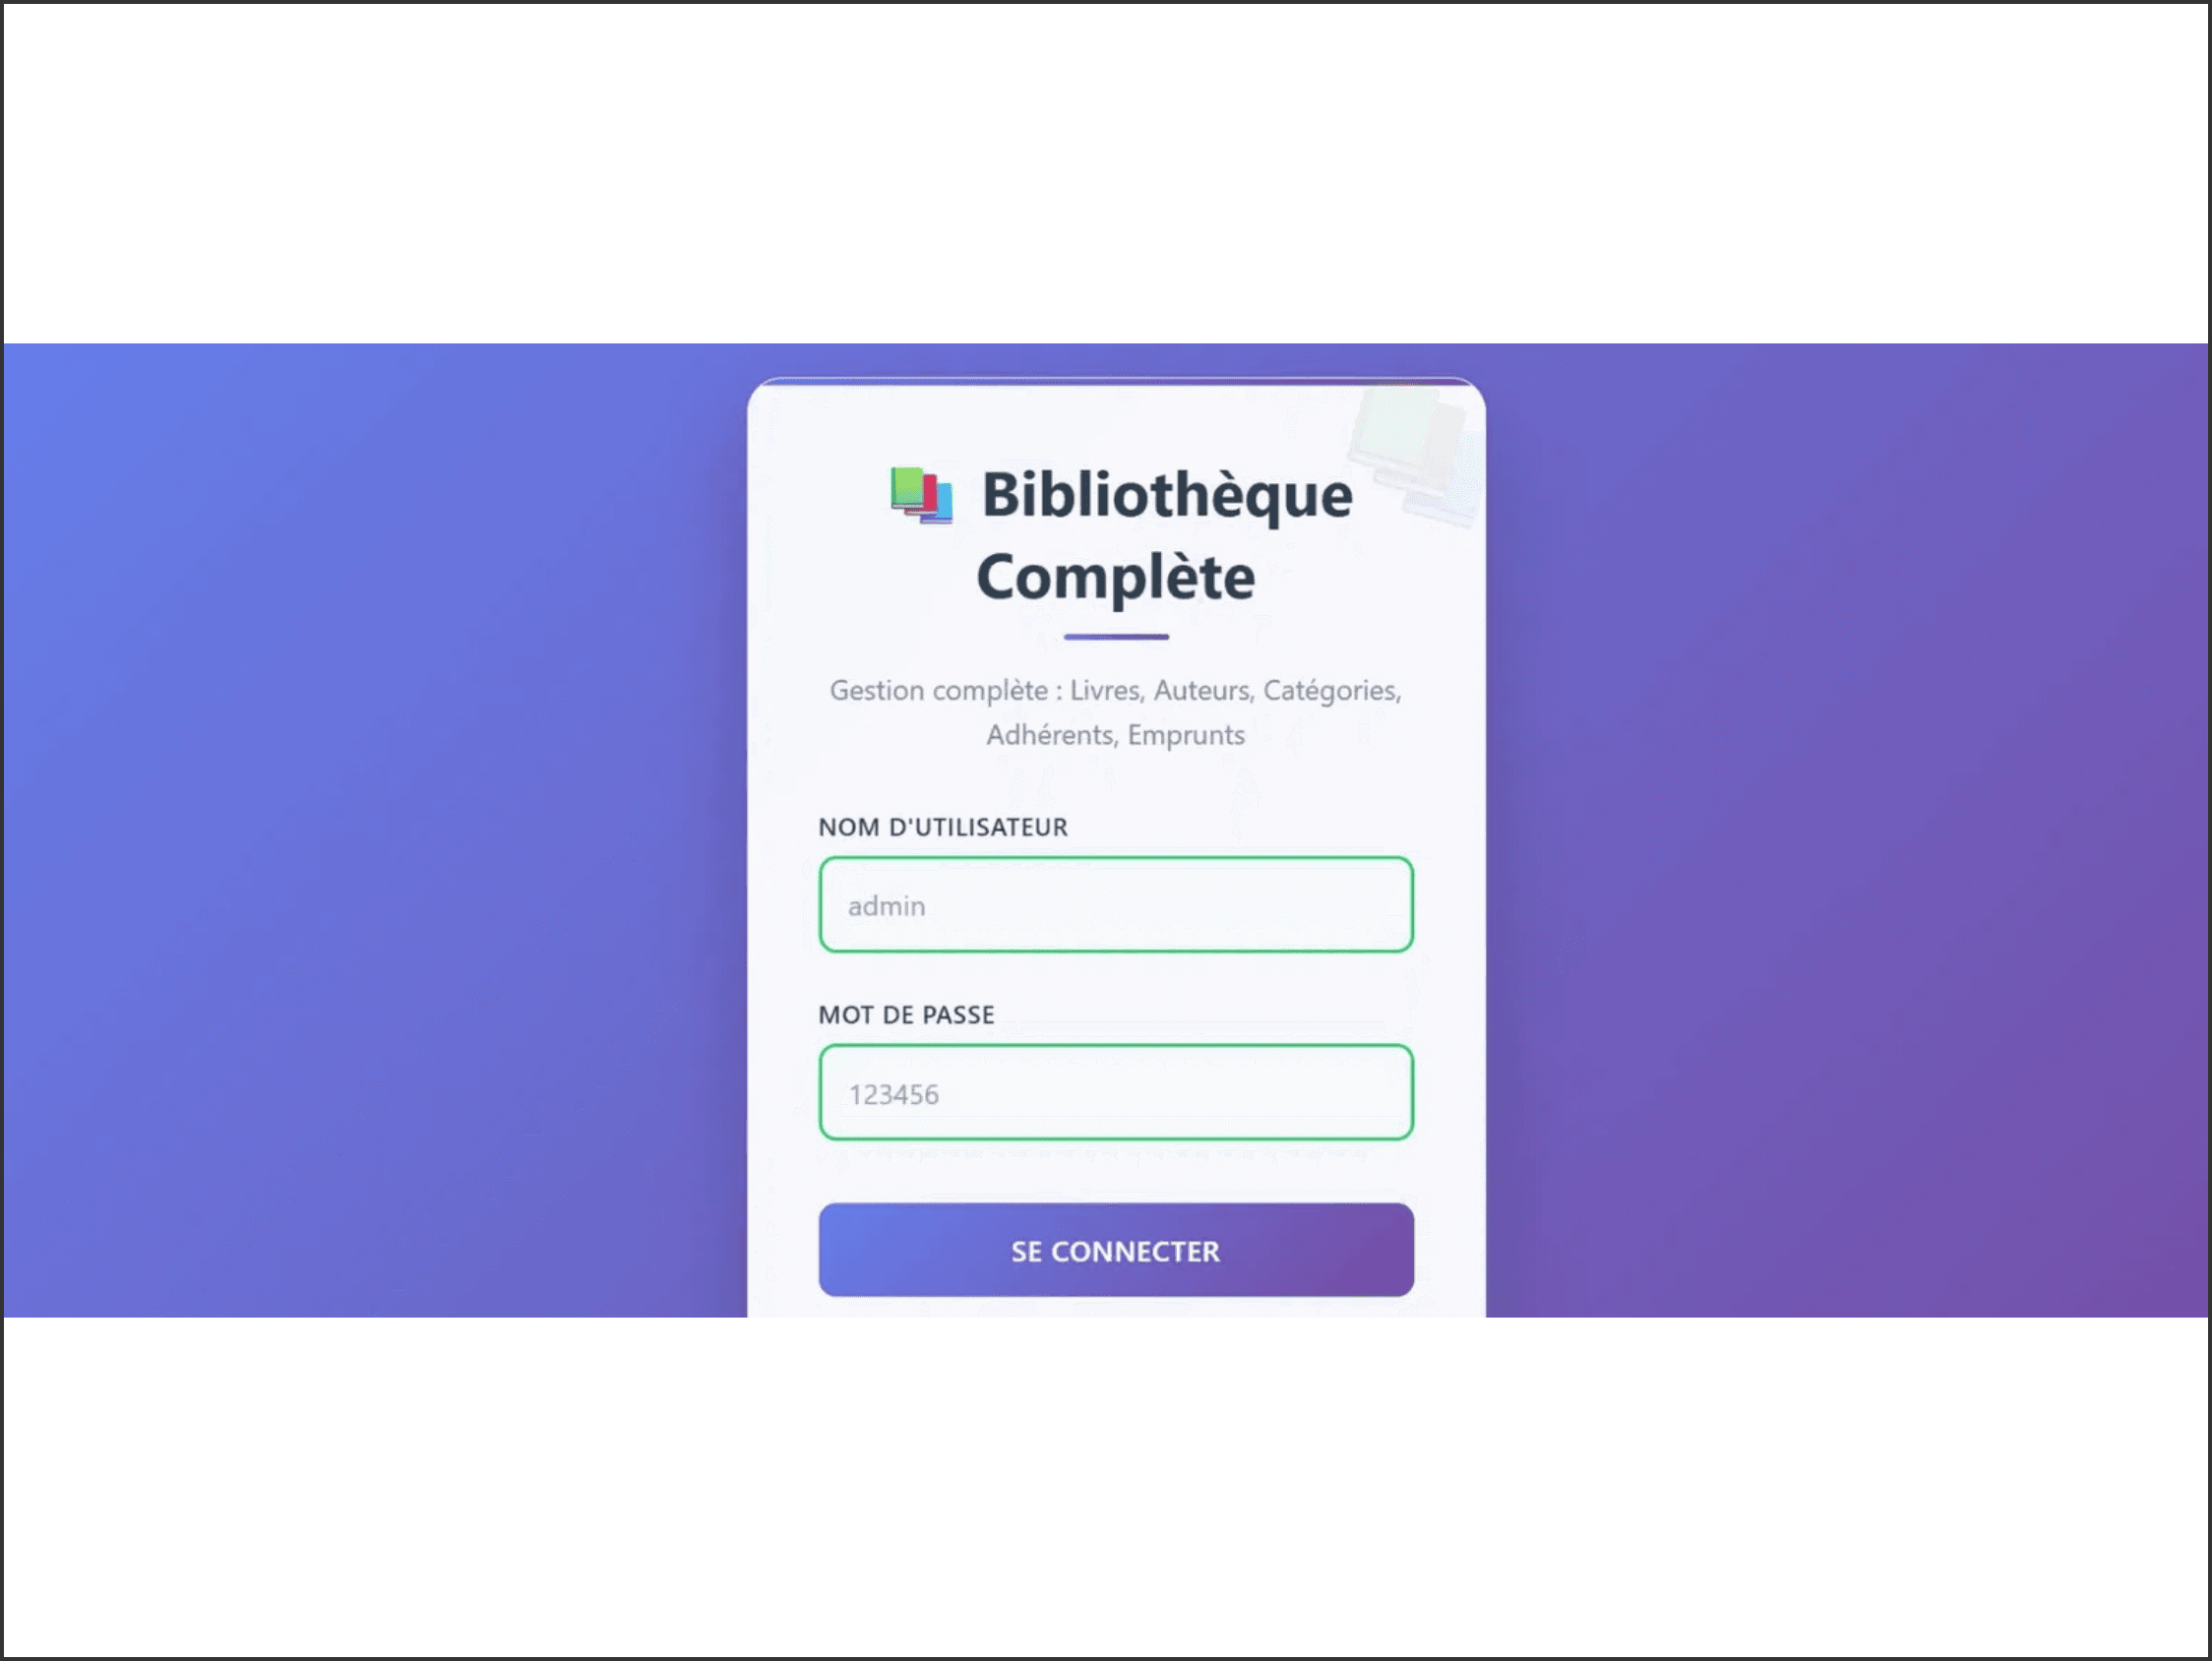 Bibliothèque
Complète
Gestion complète : Livres, Auteurs, Catégories,
Adhérents, Emprunts
NOM D'UTILISATEUR
admin
MOT DE PASSE
123456
SE CONNECTER